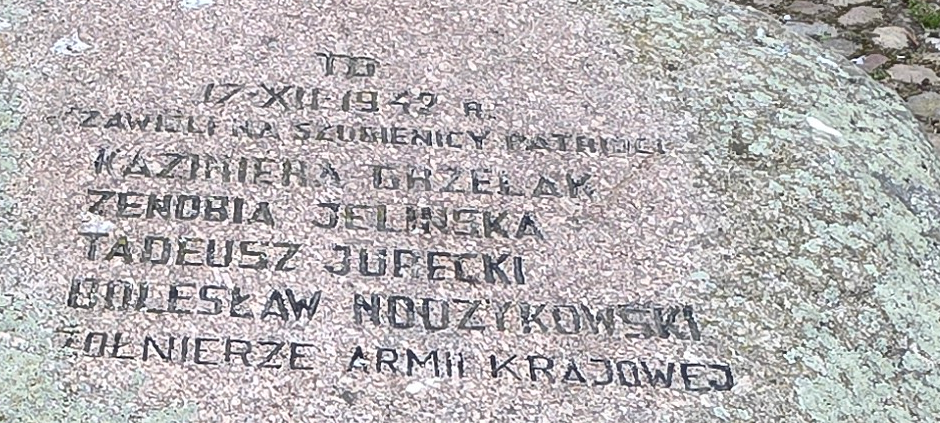 TU
17·XII·1942 R.
ZAWIŚLI NA SZUBIENICY PATRIOCI
KAZIMIERA GRZELAK
ZENOBIA JELIŃSKA
TADEUSZ JURECKI
BOLESŁAW NODZYKOWSKI
ŻOŁNIERZE ARMII KRAJOWEJ